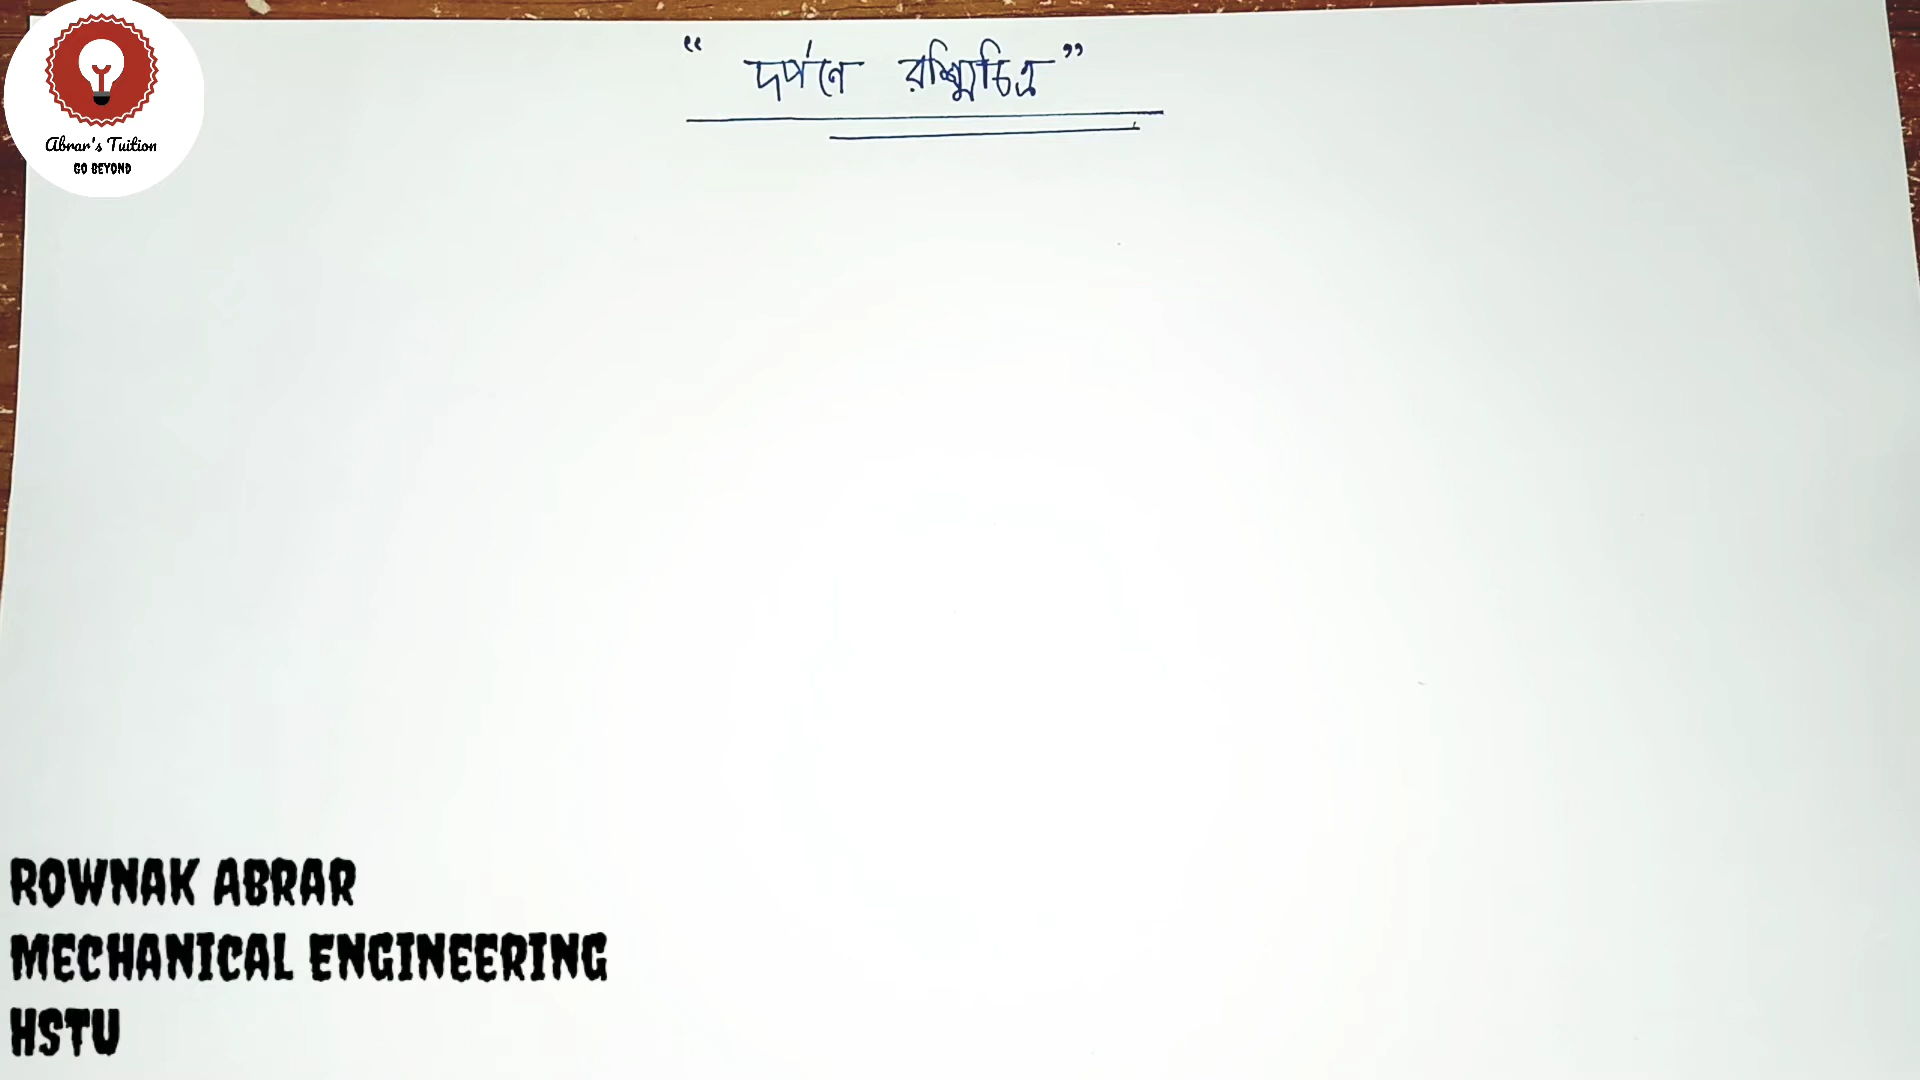 “ দর্পণে রশ্মিচিত্র ”
Abrar's Tuition
GO BEYOND
ROWNAK ABRAR
MECHANICAL ENGINEERING
HSTU